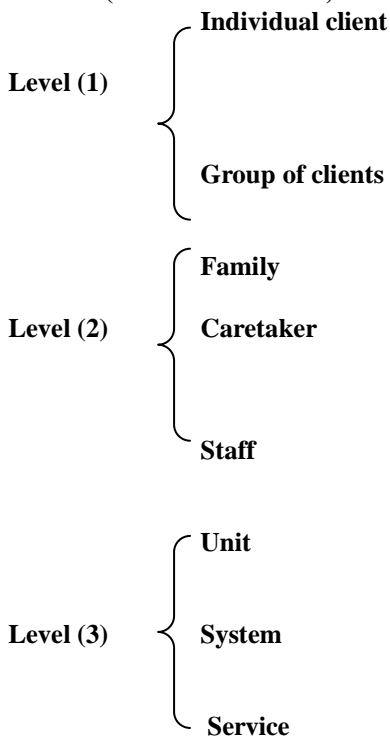 Individual client
Level (1)
Group of clients
Family
Level (2) Caretaker
Staff
Unit
Level (3) System
Service